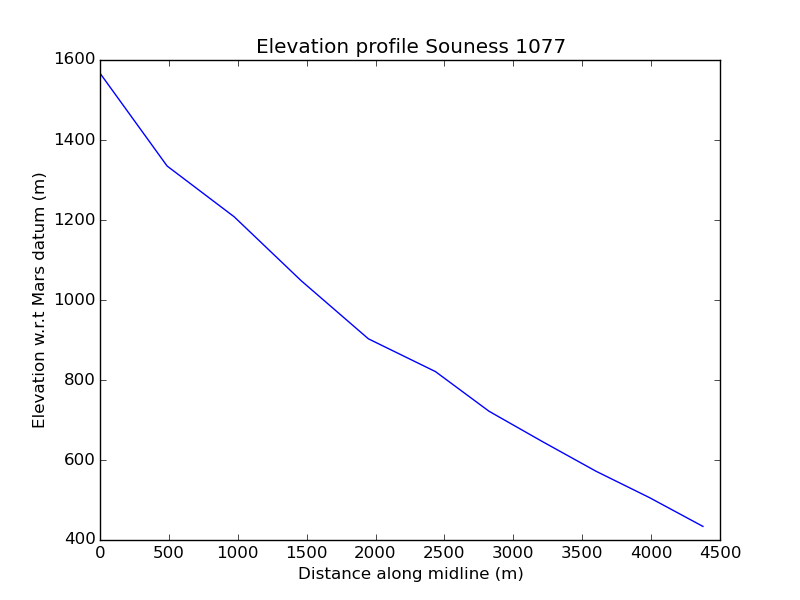 Elevation profile Souness 1077
1600
1400
1200
1000
800
600
400
Elevation w.r.t Mars datum (m)
0 500 1000 1500 2000 2500 3000 3500 4000 4500
Distance along midline (m)